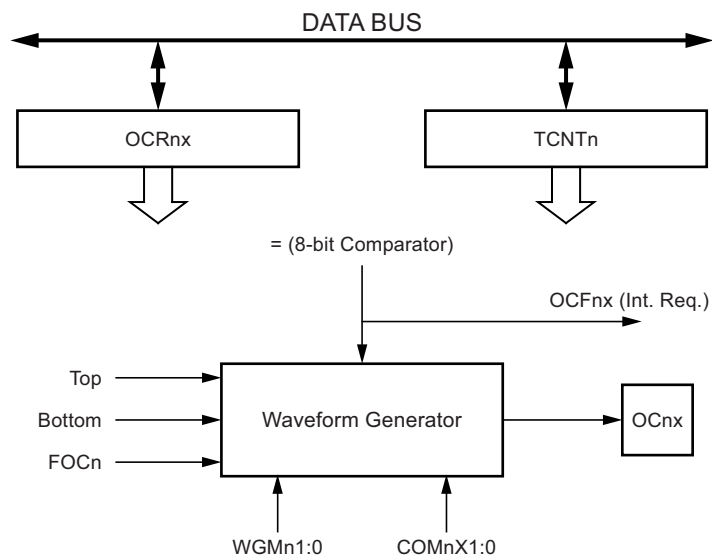 DATA BUS
OCRnx
TCNTn
= (8-bit Comparator)
OCFnx (Int. Req.)
Top
Bottom
FOCn
Waveform Generator
OCnx
WGMn1:0
COMnX1:0